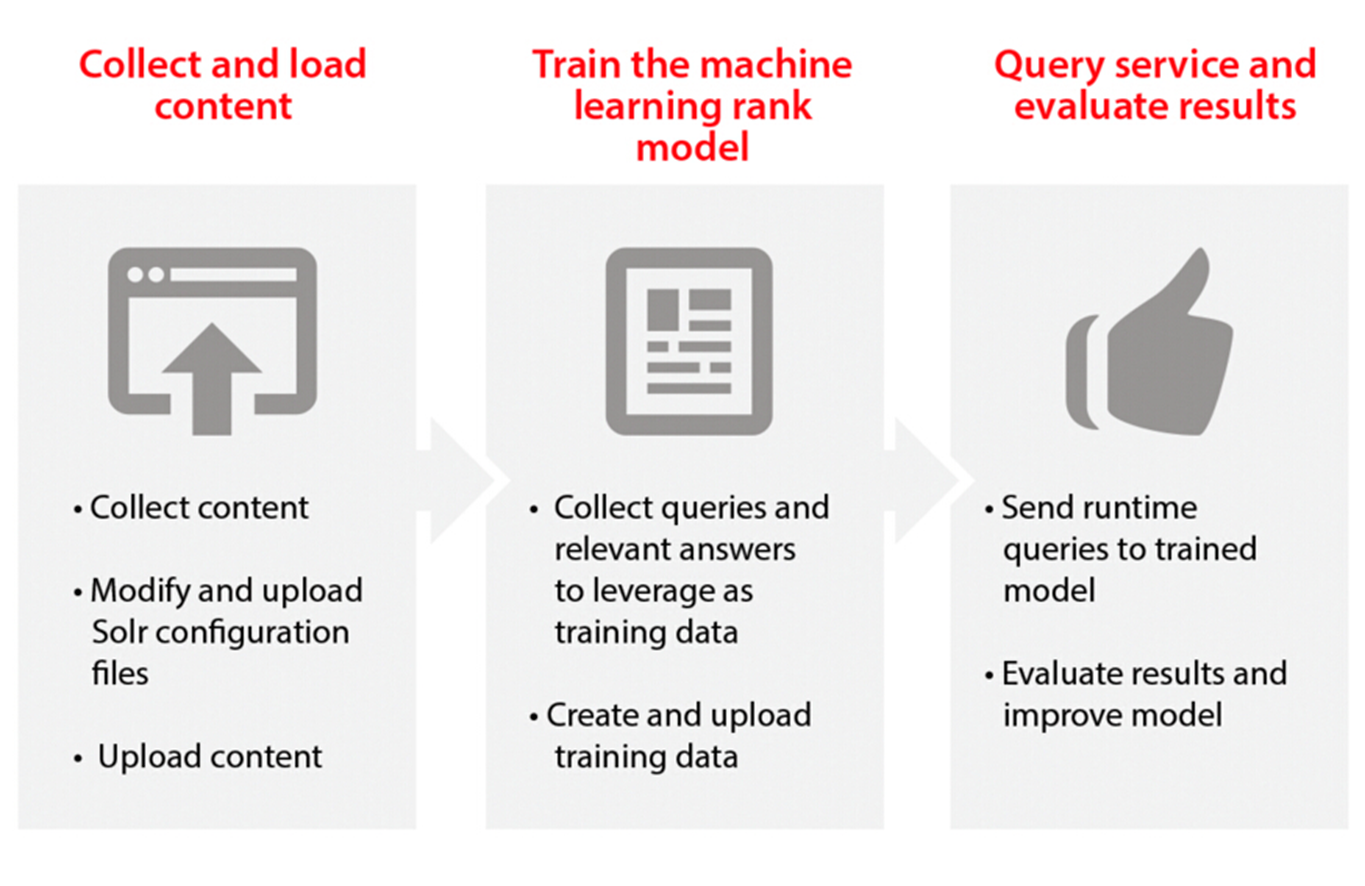 Collect and load
content
• Collect content
• Modify and upload
Solr configuration
files
• Upload content
Train the machine
learning rank
model
• Collect queries and
relevant answers
to leverage as
training data
• Create and upload
training data
Query service and
evaluate results
• Send runtime
queries to trained
model
• Evaluate results and
improve model